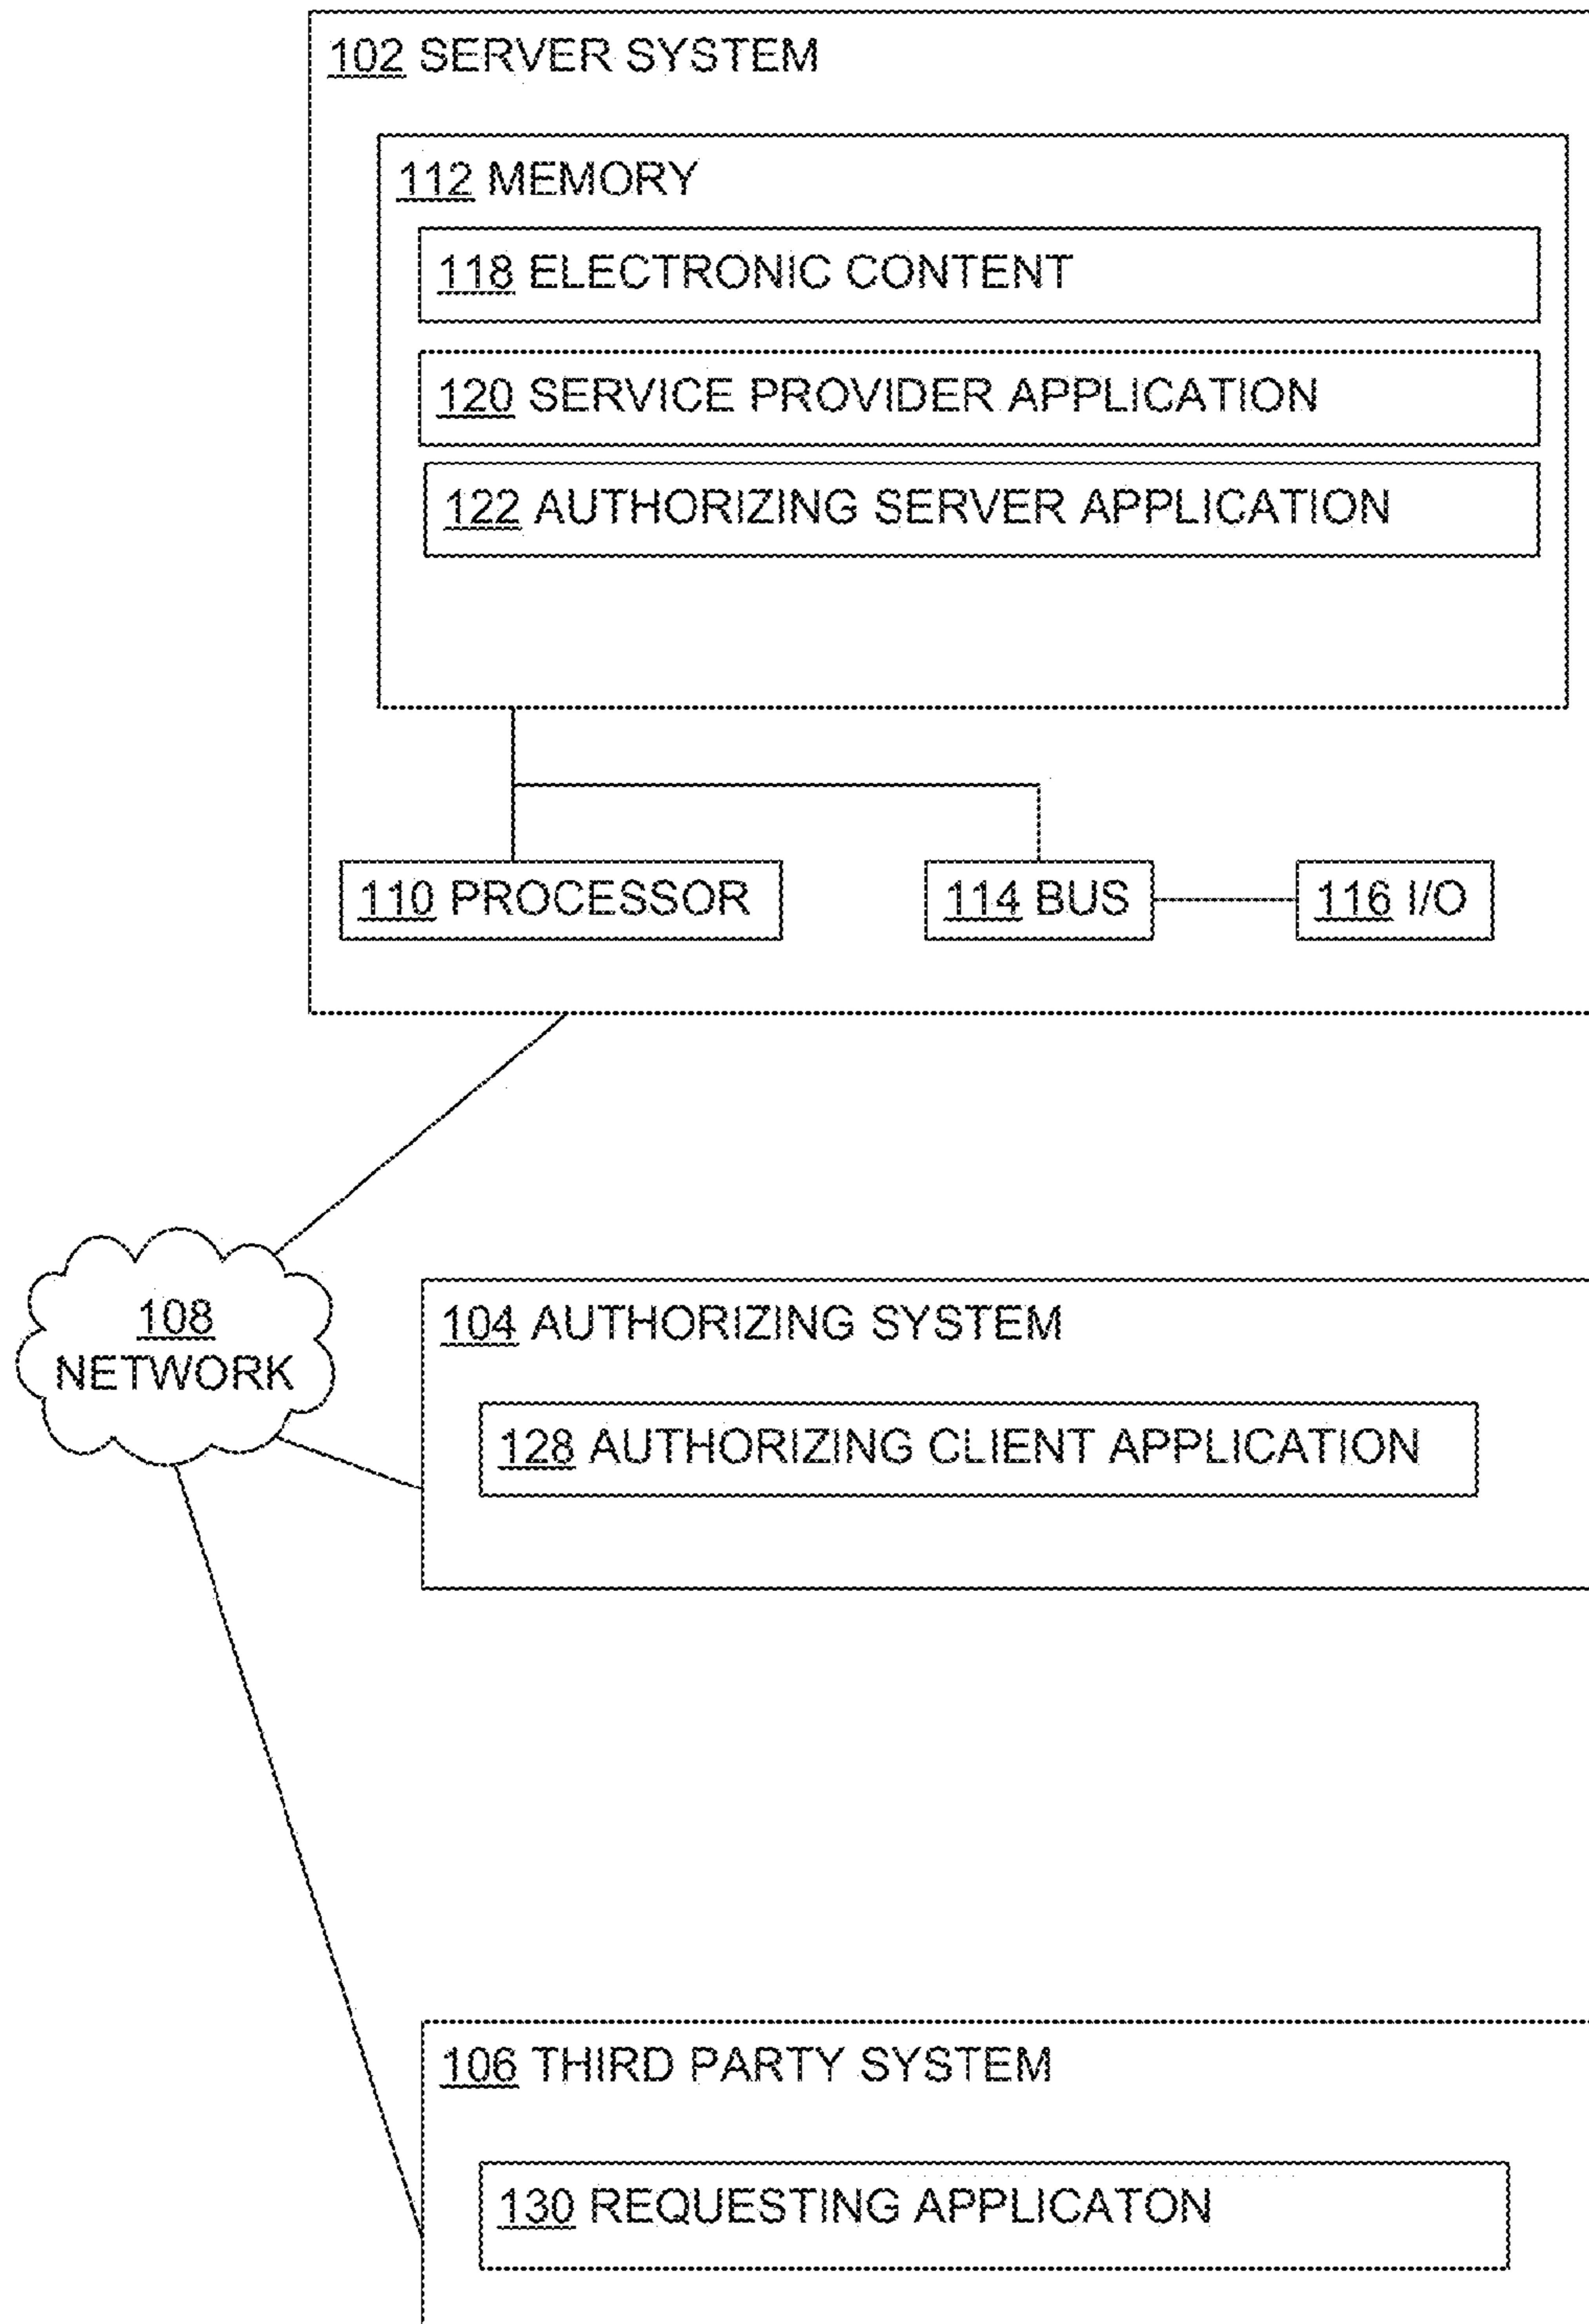 102 SERVER SYSTEM
112 MEMORY
118 ELECTRONIC CONTENT
120 SERVICE PROVIDER APPLICATION
122 AUTHORIZING SERVER APPLICATION
110 PROCESSOR
114 BUS
116 I/O
108
NETWORK
104 AUTHORIZING SYSTEM
128 AUTHORIZING CLIENT APPLICATION
106 THIRD PARTY SYSTEM
130 REQUESTING APPLICATON